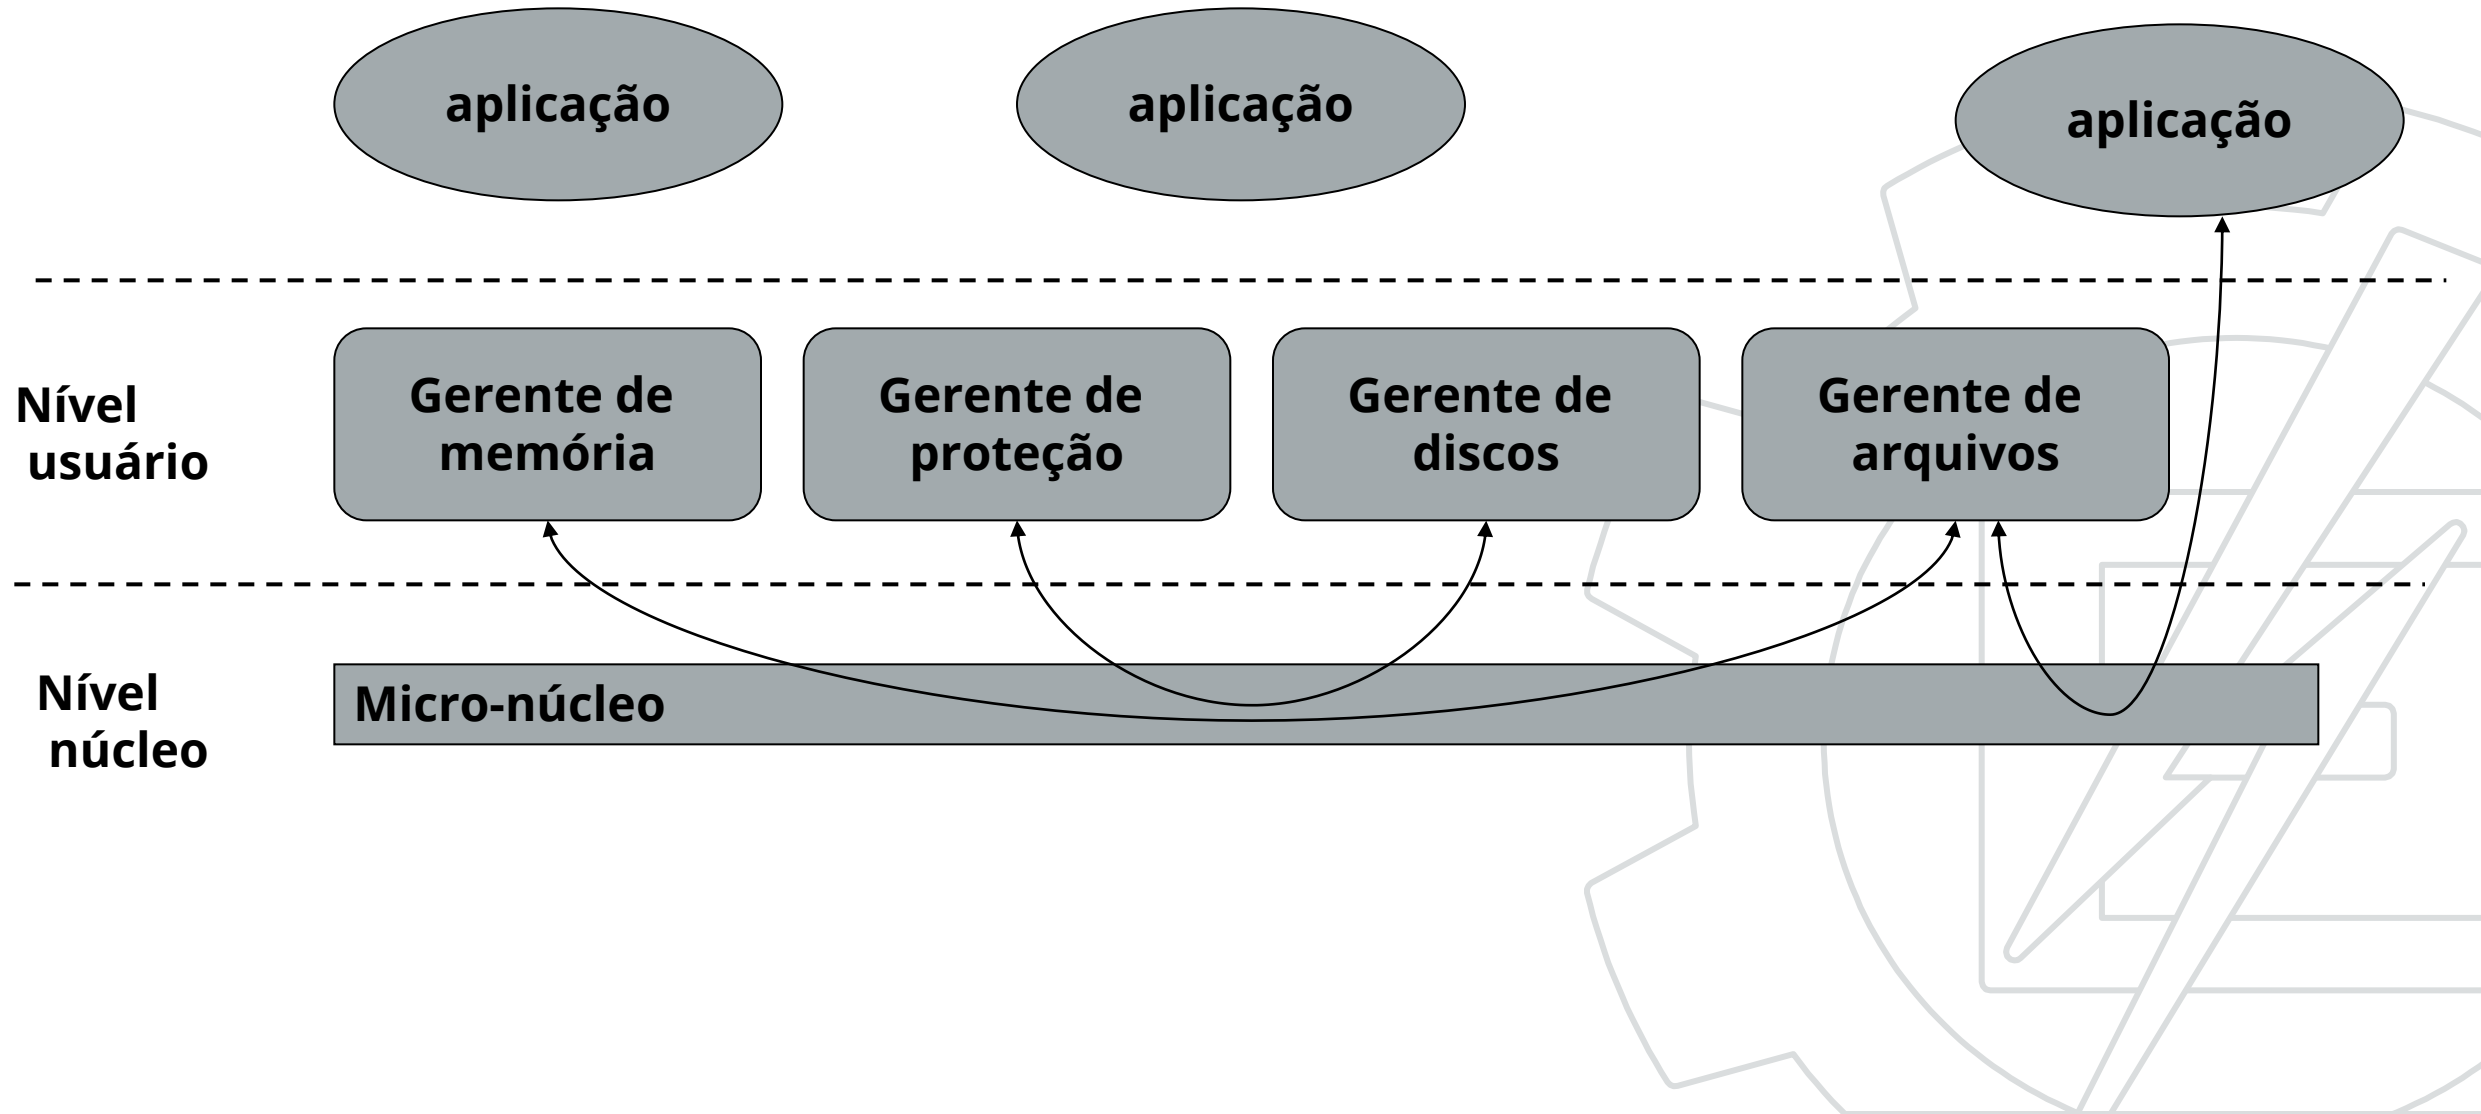 aplicação
aplicação
aplicação
Nível
usuário
Gerente de
memória
Gerente de
proteção
Gerente de
discos
Gerente de
arquivos
Nível
núcleo
Micro-núcleo